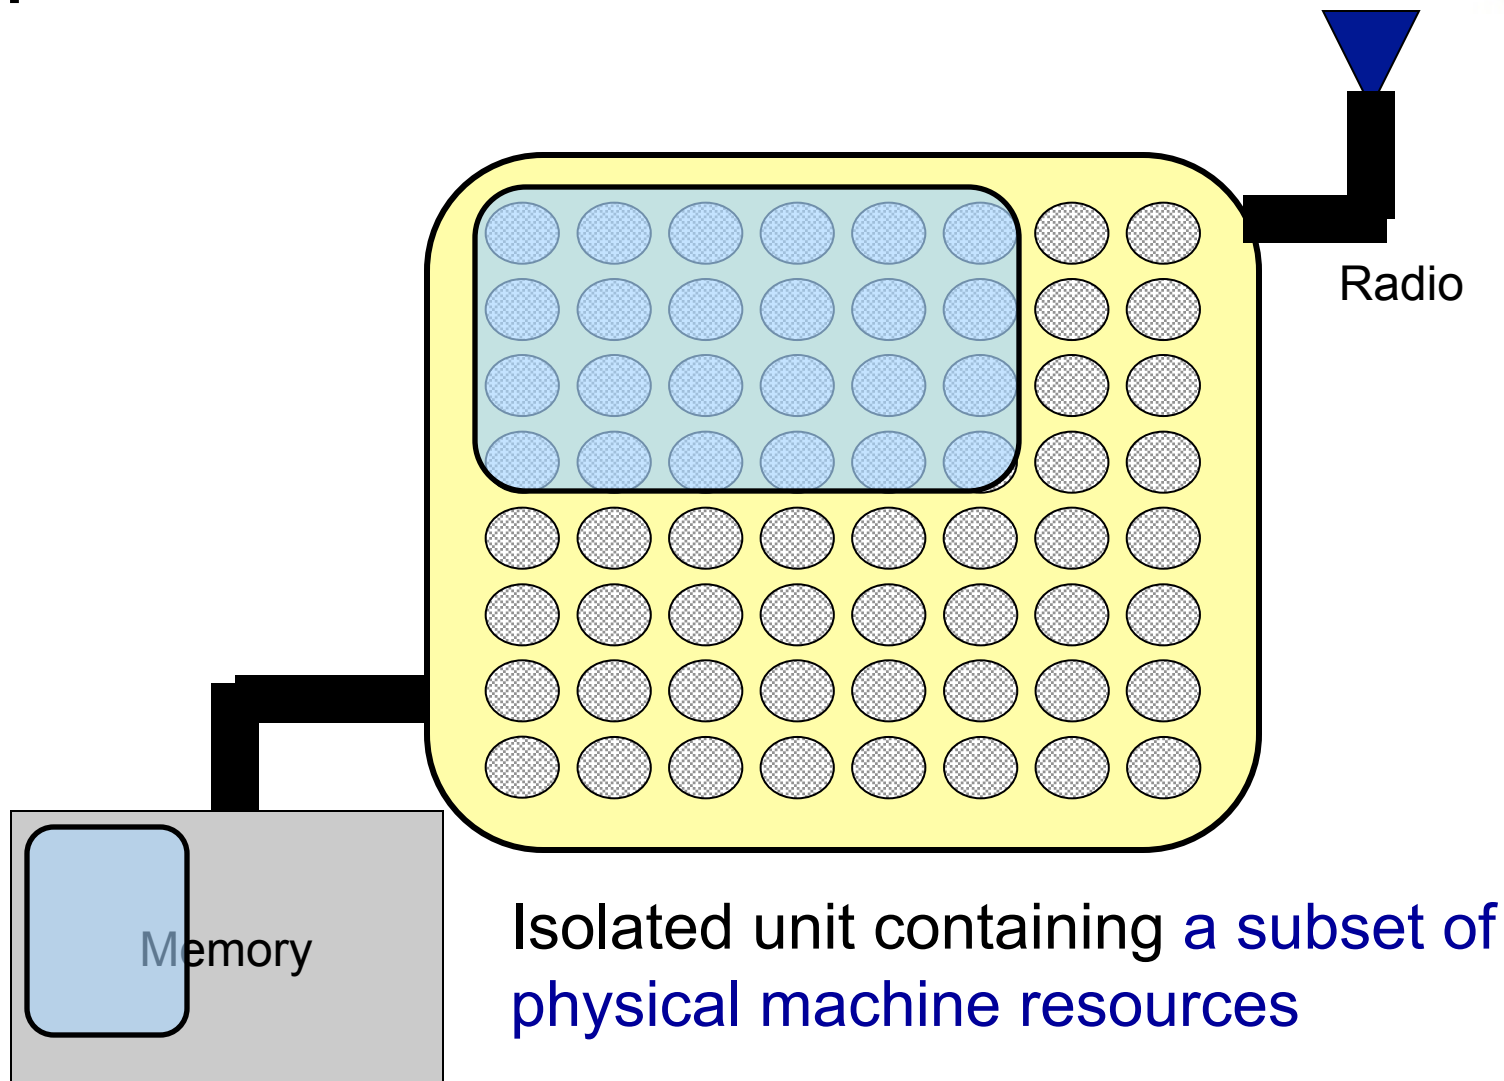 Radio
Memory
Isolated unit containing a subset of
physical machine resources